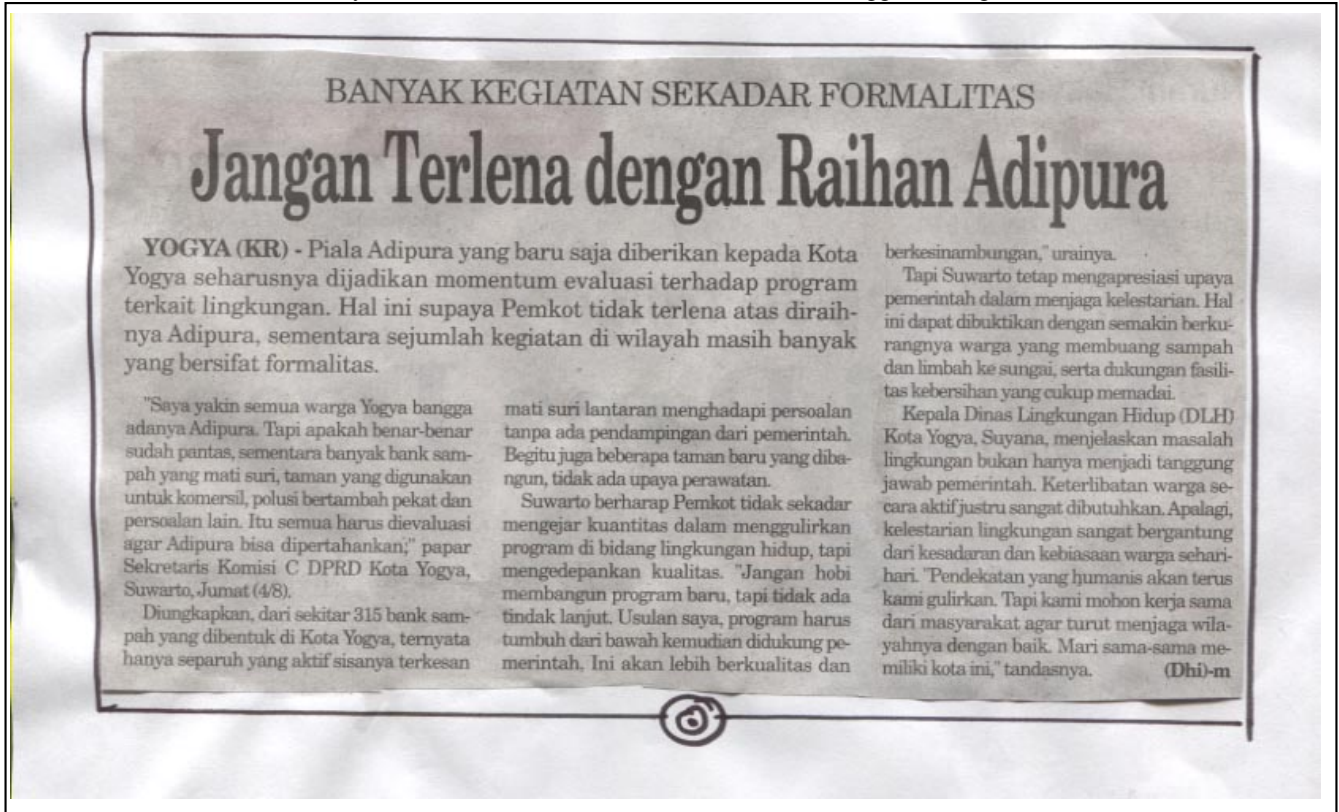 BANYAK KEGIATAN SEKADAR FORMALITAS
Jangan Terlena dengan Raihan Adipura
YOGYA (KR) - Piala Adipura yang baru saja diberikan kepada Kota
Yogya seharusnya dijadikan momentum evaluasi terhadap program
terkait lingkungan. Hal ini supaya Pemkot tidak terlena atas diraih-
nya Adipura, sementara sejumlah kegiatan di wilayah masih banyak
yang bersifat formalitas.
"Saya yakin semua warga Yogya bangga
adanya Adipura. Tapi apakah benar-benar
sudah pantas, sementara banyak bank sam-
pah yang mati suri, taman yang digunakan
untuk komersil, polusi bertambah pekat dan
persoalan lain. Itu semua harus dievaluasi
agar Adipura bisa dipertahankan," papar
Sekretaris Komisi C DPRD Kota Yogya,
Suwarto, Jumat (4/8).
Diungkapkan, dari sekitar 315 bank sam-
pah yang dibentuk di Kota Yogya, ternyata
hanya separuh yang aktif sisanya terkesan
mati suri lantaran menghadapi persoalan
tanpa ada pendampingan dari pemerintah.
Begitu juga beberapa taman baru yang diba-
ngun, tidak ada upaya perawatan.
Suwarto berharap Pemkot tidak sekadar
mengejar kuantitas dalam menggulirkan
program di bidang lingkungan hidup, tapi
mengedepankan kualitas. "Jangan hobi
membangun program baru, tapi tidak ada
tindak lanjut. Usulan saya, program harus
tumbuh dari bawah kemudian didukung pe-
merintah. Ini akan lebih berkualitas dan
berkesinambungan," urainya.
Tapi Suwarto tetap mengapresiasi upaya
pemerintah dalam menjaga kelestarian. Hal
ini dapat dibuktikan dengan semakin berku-
rangnya warga yang membuang sampah
dan limbah ke sungai, serta dukungan fasili-
tas kebersihan yang cukup memadai.
Kepala Dinas Lingkungan Hidup (DLH)
Kota Yogya, Suyana, menjelaskan masalah
lingkungan bukan hanya menjadi tanggung
jawab pemerintah. Keterlibatan warga se-
cara aktif justru sangat dibutuhkan. Apalagi,
kelestarian lingkungan sangat bergantung
dari kesadaran dan kebiasaan warga sehari-
hari. "Pendekatan yang humanis akan terus
kami gulirkan. Tapi kami mohon kerja sama
dari masyarakat agar turut menjaga wila-
yahnya dengan baik. Mari sama-sama me-
miliki kota ini," tandasnya. (Dhi)-m